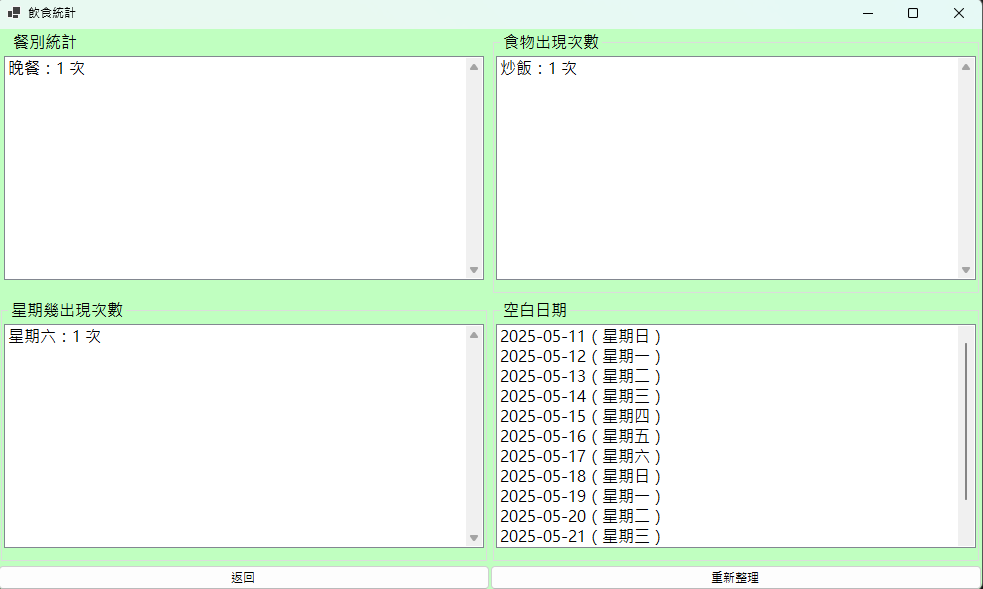 飲食統計
餐別統計
晚餐：1 次
食物出現次數
炒飯：1 次
星期幾出現次數
星期六：1 次
空白日期
2025-05-11（星期日）
2025-05-12（星期一）
2025-05-13（星期二）
2025-05-14（星期三）
2025-05-15（星期四）
2025-05-16（星期五）
2025-05-17（星期六）
2025-05-18（星期日）
2025-05-19（星期一）
2025-05-20（星期二）
2025-05-21（星期三）
返回
重新整理